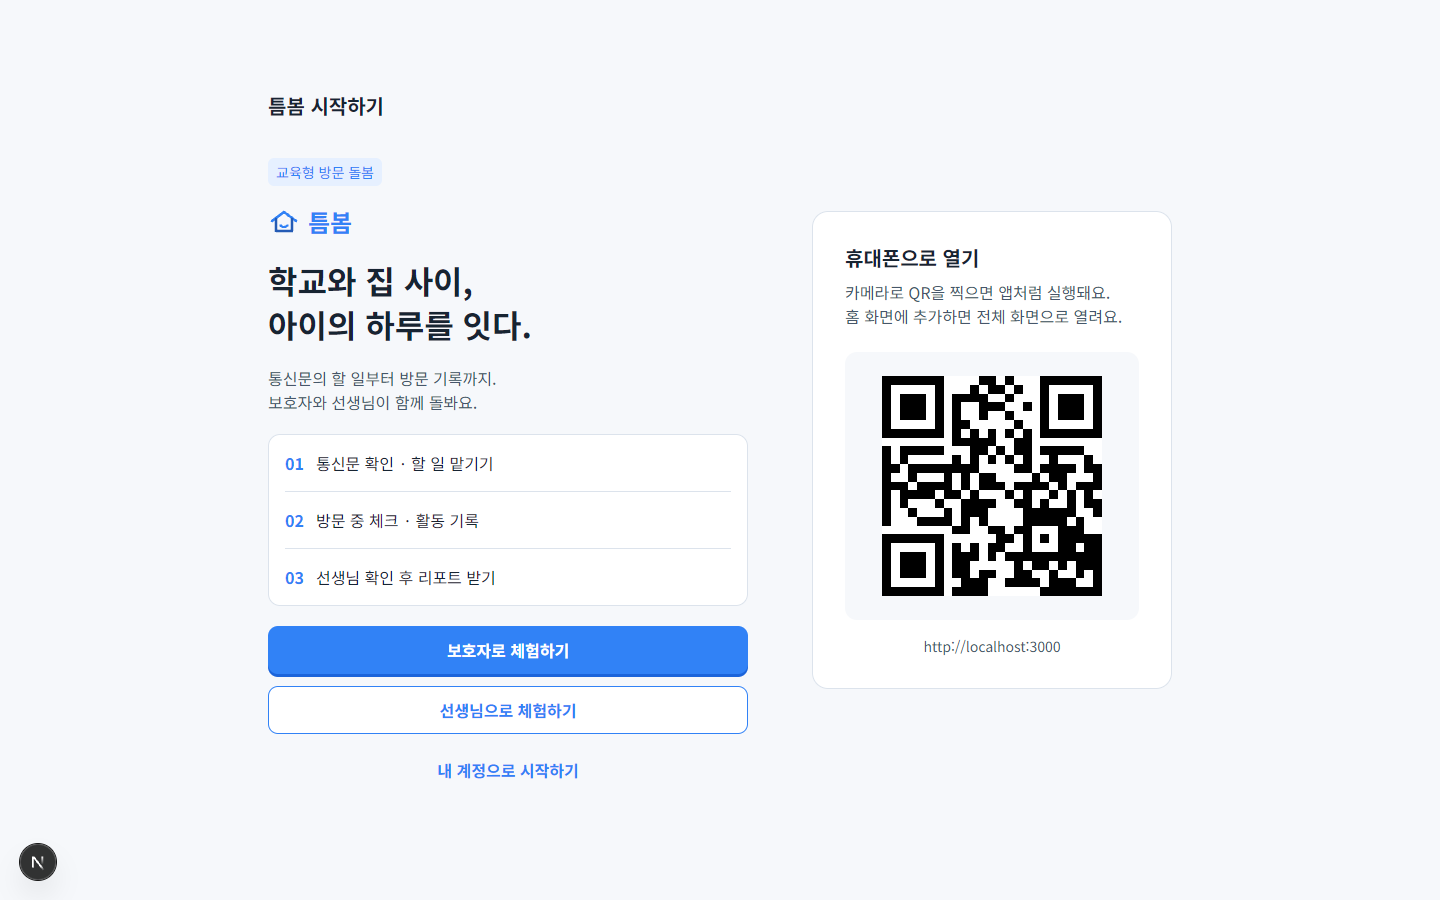 틈봄 시작하기
교육형 방문 돌봄
틈봄
학교와 집 사이,
아이의 하루를 잇다.
통신문의 할 일부터 방문 기록까지.
보호자와 선생님이 함께 돌봐요.
01 통신문 확인 · 할 일 맡기기
02 방문 중 체크 · 활동 기록
03 선생님 확인 후 리포트 받기
보호자로 체험하기
선생님으로 체험하기
내 계정으로 시작하기
휴대폰으로 열기
카메라로 QR을 찍으면 앱처럼 실행돼요.
홈 화면에 추가하면 전체 화면으로 열려요.
http://localhost:3000
N